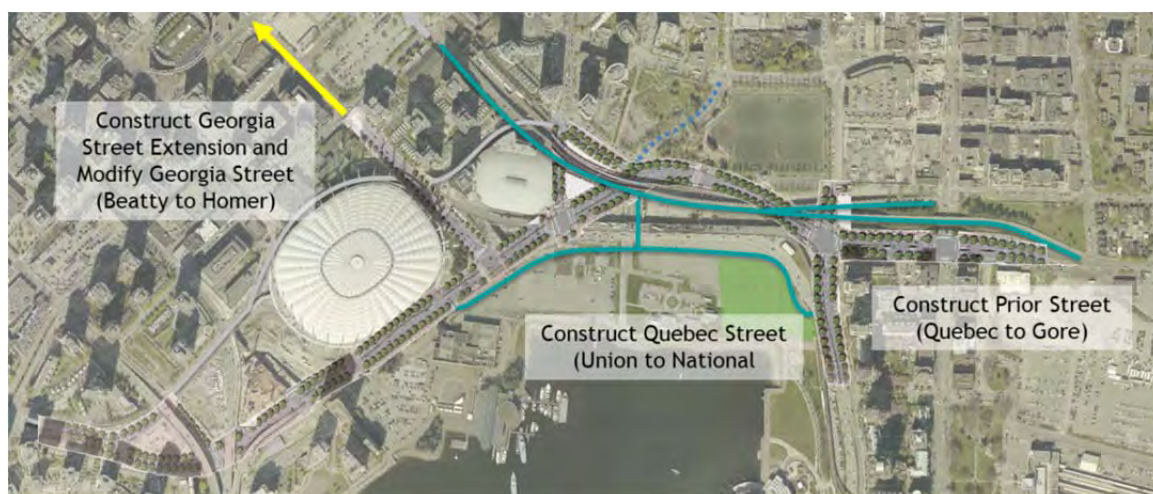 Construct Georgia
Street Extension and
Modify Georgia Street
(Beatty to Homer)
Construct Quebec Street
(Union to National
Construct Prior Street
(Quebec to Gore)